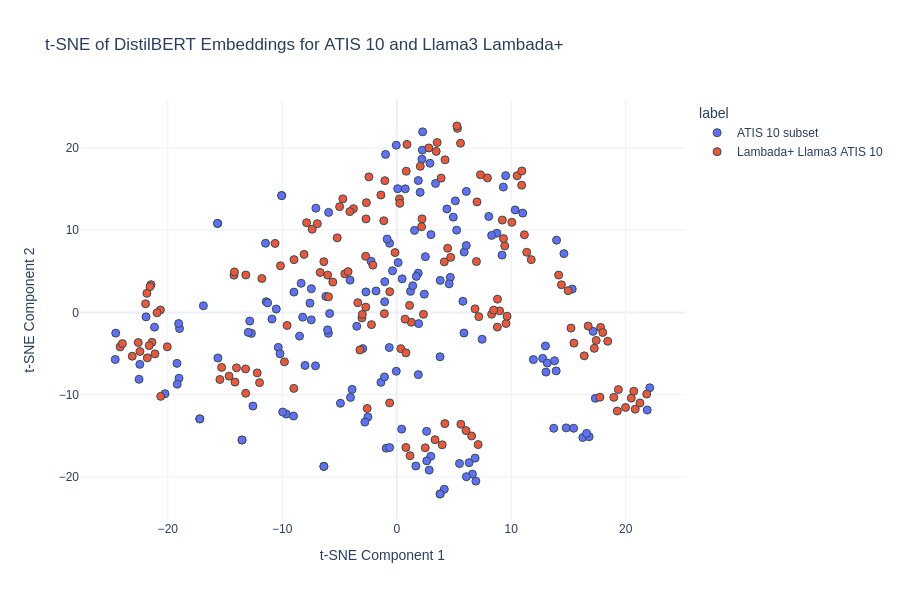 t-SNE of DistilBERT Embeddings for ATIS 10 and Llama3 Lambada+
label
ATIS 10 subset
Lambada+ Llama3 ATIS 10
t-SNE Component 2
20
10
0
−10
−20
−20 −10 0 10 20
t-SNE Component 1